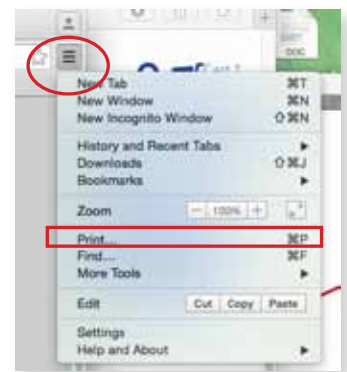 DOC
New Tab ⌘T
New Window ⌘N
New Incognito Window ⇧⌘N
History and Recent Tabs ▶
Downloads ⇧⌘J
Bookmarks ▶
Zoom − 100% +
Print... ⌘P
Find... ⌘F
More Tools ▶
Edit Cut Copy Paste
Settings
Help and About ▶